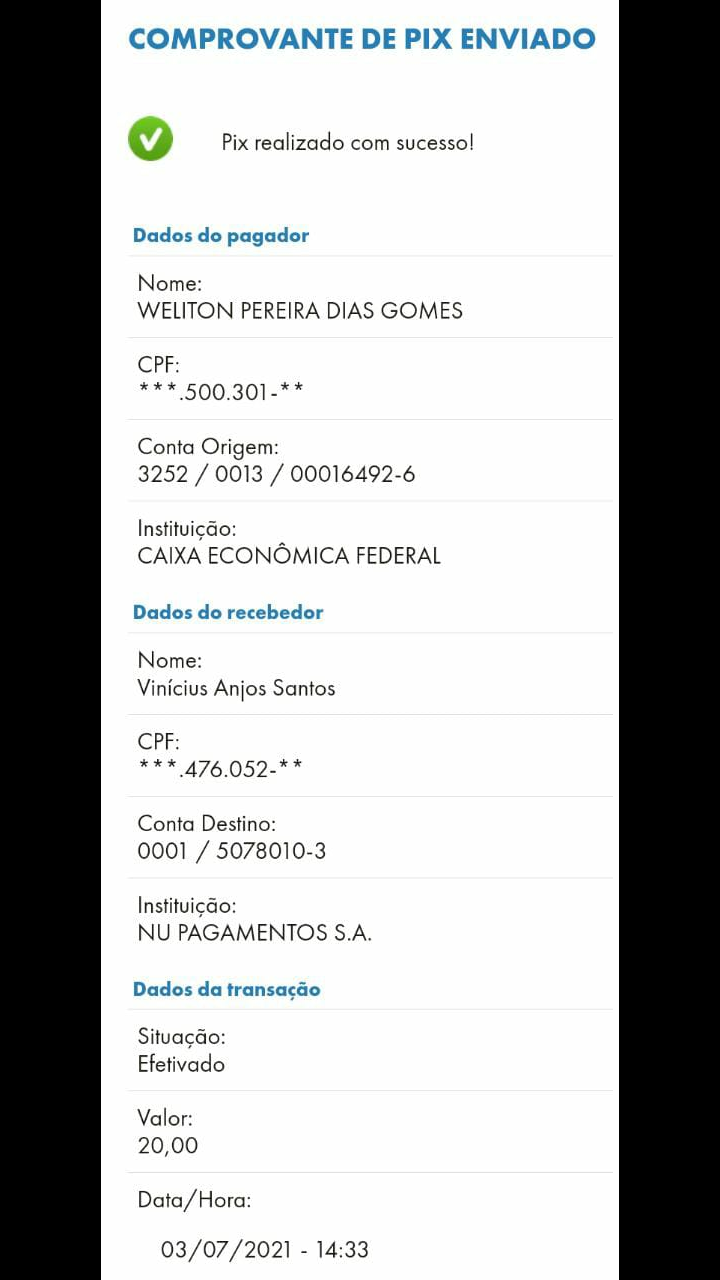 COMPROVANTE DE PIX ENVIADO
Pix realizado com sucesso!
Dados do pagador
Nome:
WELITON PEREIRA DIAS GOMES
CPF:
***.500.301-**
Conta Origem:
3252 / 0013 / 00016492-6
Instituição:
CAIXA ECONÔMICA FEDERAL
Dados do recebedor
Nome:
Vinícius Anjos Santos
CPF:
***.476.052-**
Conta Destino:
0001 / 5078010-3
Instituição:
NU PAGAMENTOS S.A.
Dados da transação
Situação:
Efetivado
Valor:
20,00
Data/Hora:
03/07/2021 - 14:33